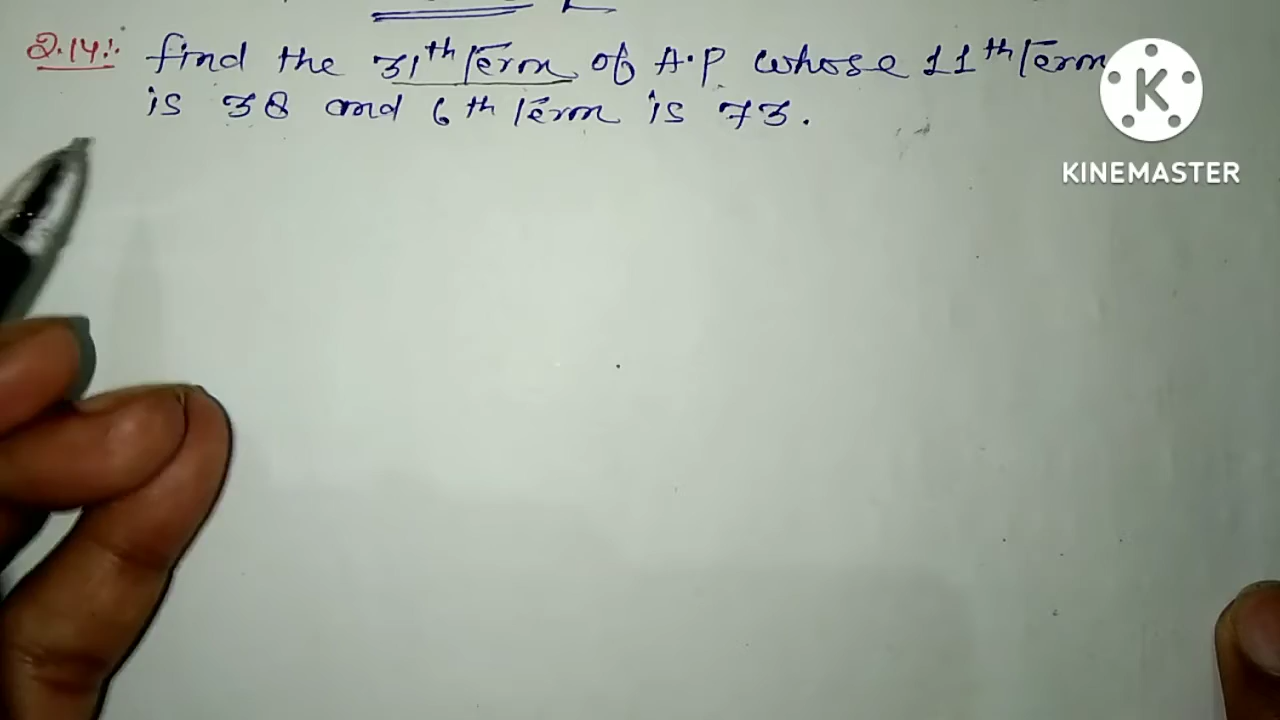 Q.14:. find the 31th term of A.P whose 11th term
is 38 and 6th term is 73.
K
KINEMASTER